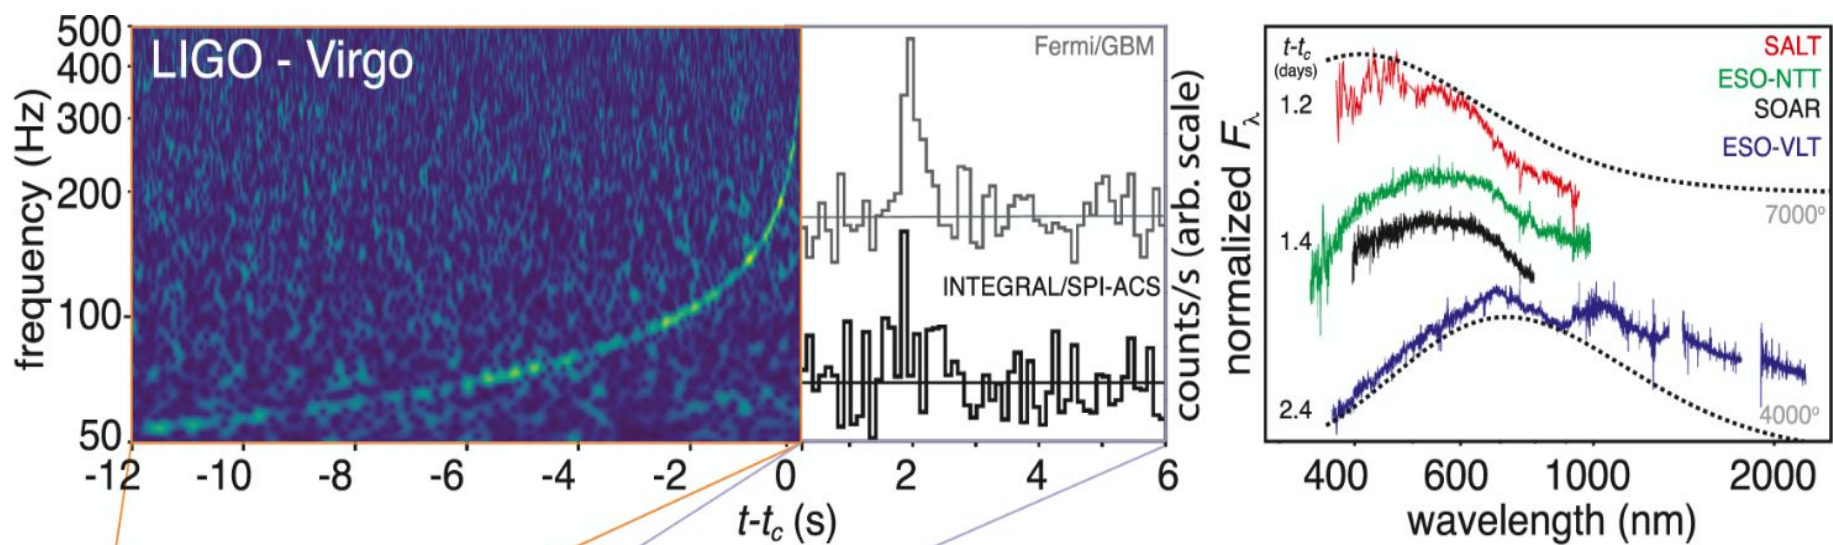 LIGO - Virgo
frequency (Hz)
500
400
300
200
100
50
-12 -10 -8 -6 -4 -2 0 2 4 6
t-tc (s)
Fermi/GBM
INTEGRAL/SPI-ACS
counts/s (arb. scale)
normalized Fλ
t-tc
(days)
1.2
1.4
2.4
SALT
ESO-NTT
SOAR
ESO-VLT
7000º
4000º
400 600 1000 2000
wavelength (nm)